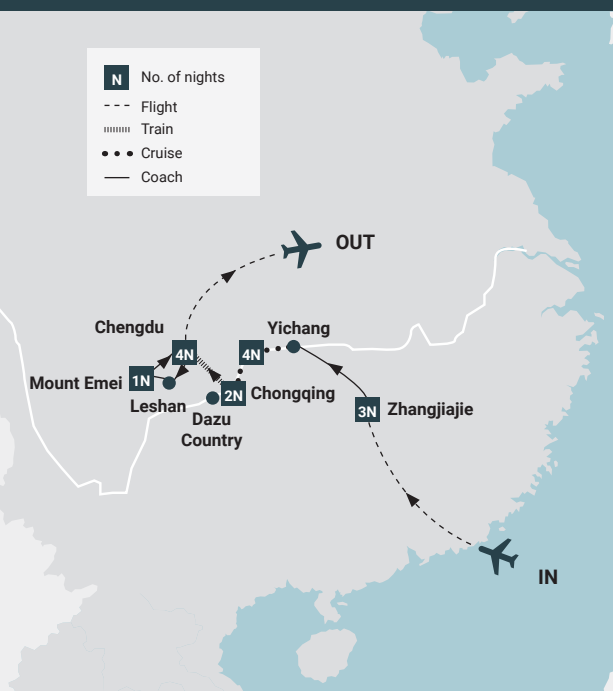 N No. of nights
Flight
Train
Cruise
Coach
OUT
Chengdu
Yichang
4N
4N
Mount Emei
1N
Leshan
2N
Chongqing
Dazu
Country
3N
Zhangjiajie
IN